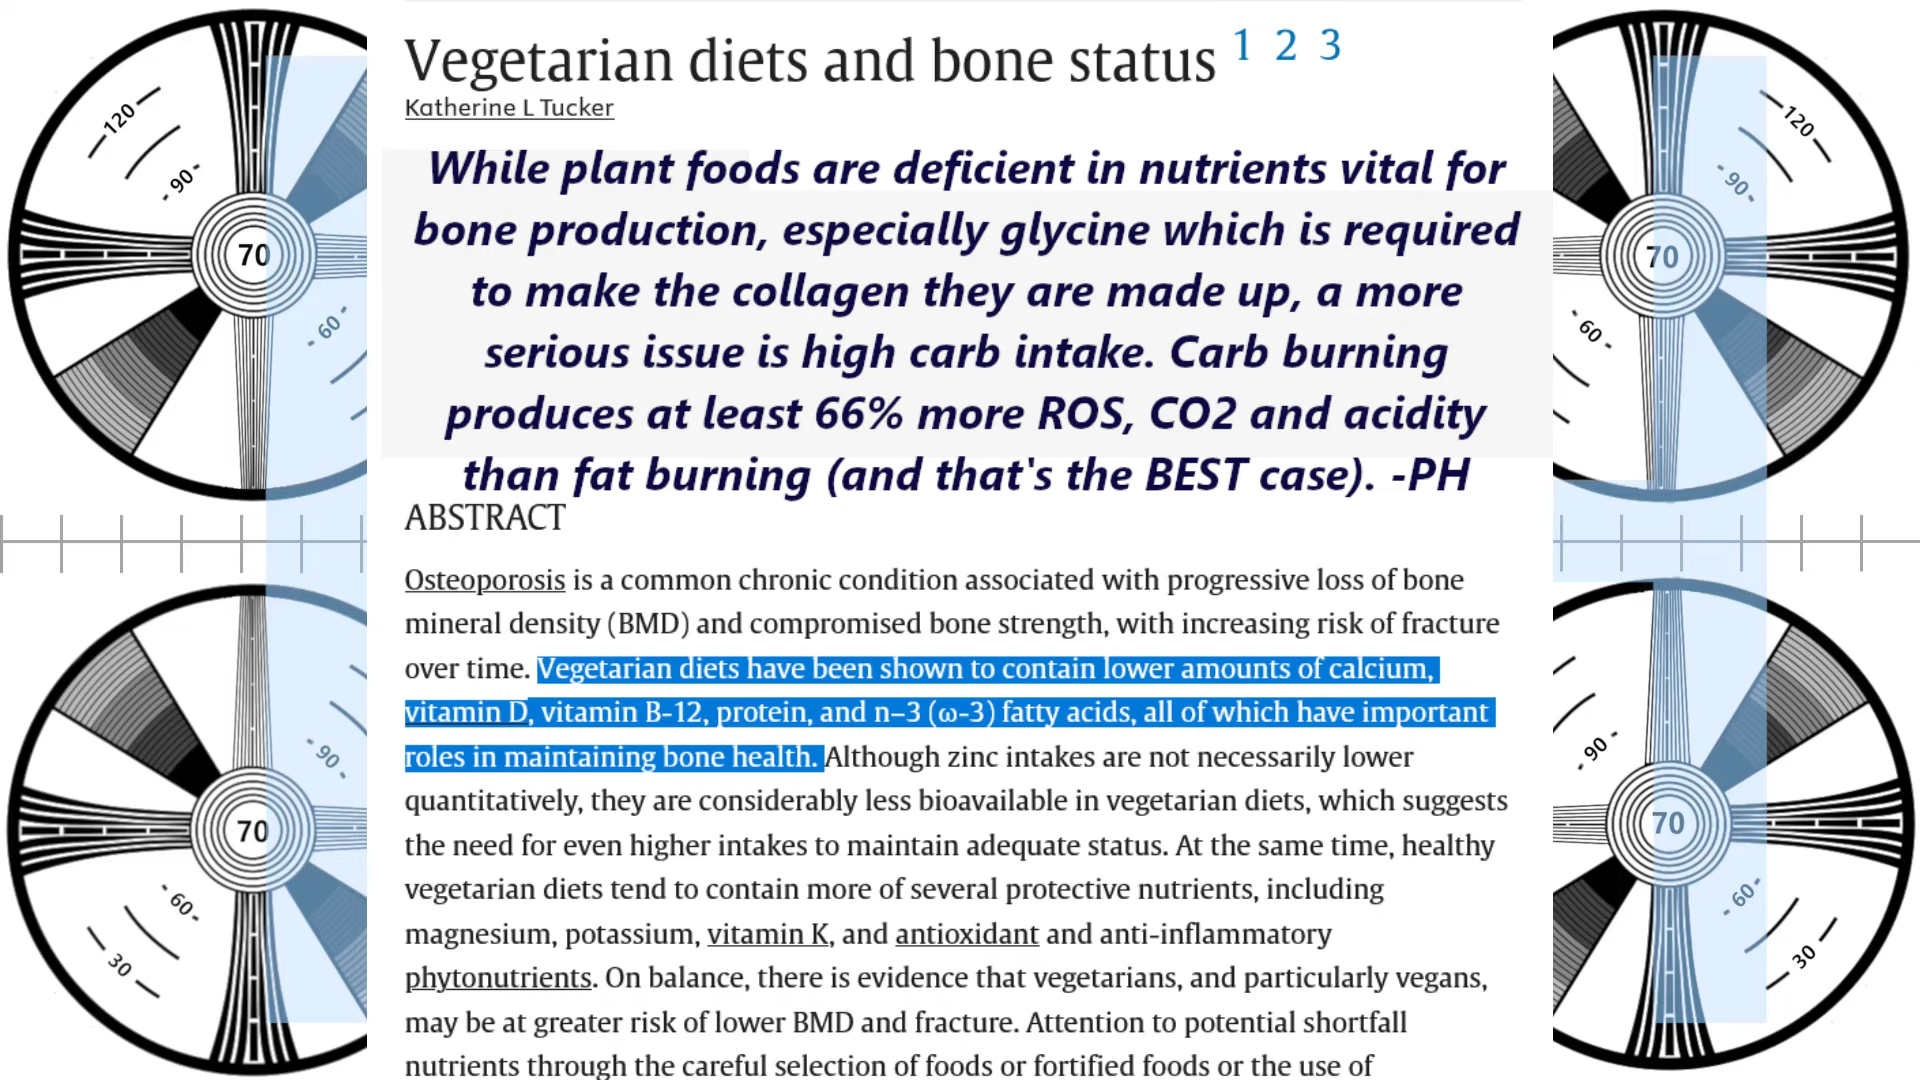 Vegetarian diets and bone status 1 2 3
Katherine L Tucker
While plant foods are deficient in nutrients vital for
bone production, especially glycine which is required
to make the collagen they are made up, a more
serious issue is high carb intake. Carb burning
produces at least 66% more ROS, CO2 and acidity
than fat burning (and that's the BEST case). -PH
ABSTRACT
Osteoporosis is a common chronic condition associated with progressive loss of bone
mineral density (BMD) and compromised bone strength, with increasing risk of fracture
over time. Vegetarian diets have been shown to contain lower amounts of calcium,
vitamin D, vitamin B-12, protein, and n–3 (ω-3) fatty acids, all of which have important
roles in maintaining bone health. Although zinc intakes are not necessarily lower
quantitatively, they are considerably less bioavailable in vegetarian diets, which suggests
the need for even higher intakes to maintain adequate status. At the same time, healthy
vegetarian diets tend to contain more of several protective nutrients, including
magnesium, potassium, vitamin K, and antioxidant and anti-inflammatory
phytonutrients. On balance, there is evidence that vegetarians, and particularly vegans,
may be at greater risk of lower BMD and fracture. Attention to potential shortfall
nutrients through the careful selection of foods or fortified foods or the use of
120
- 90 -
70
- 60 -
120
- 90 -
70
- 60 -
- 90 -
70
- 60 -
30
- 90 -
70
- 60 -
30